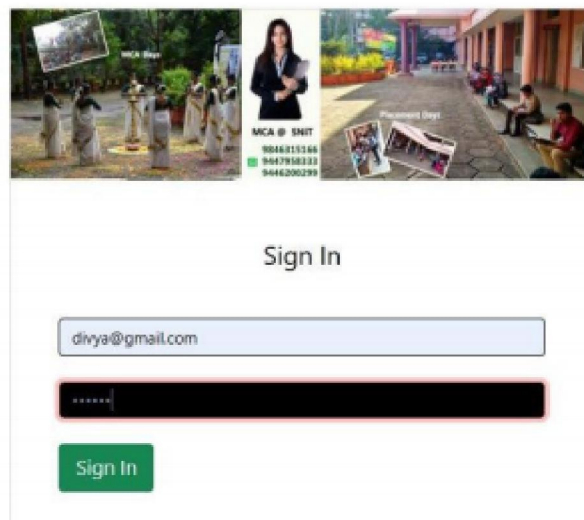 MCA Days
MCA @ SNIT
9846315166
9447958333
9446200299
Placement Days
Sign In
divya@gmail.com
Sign In